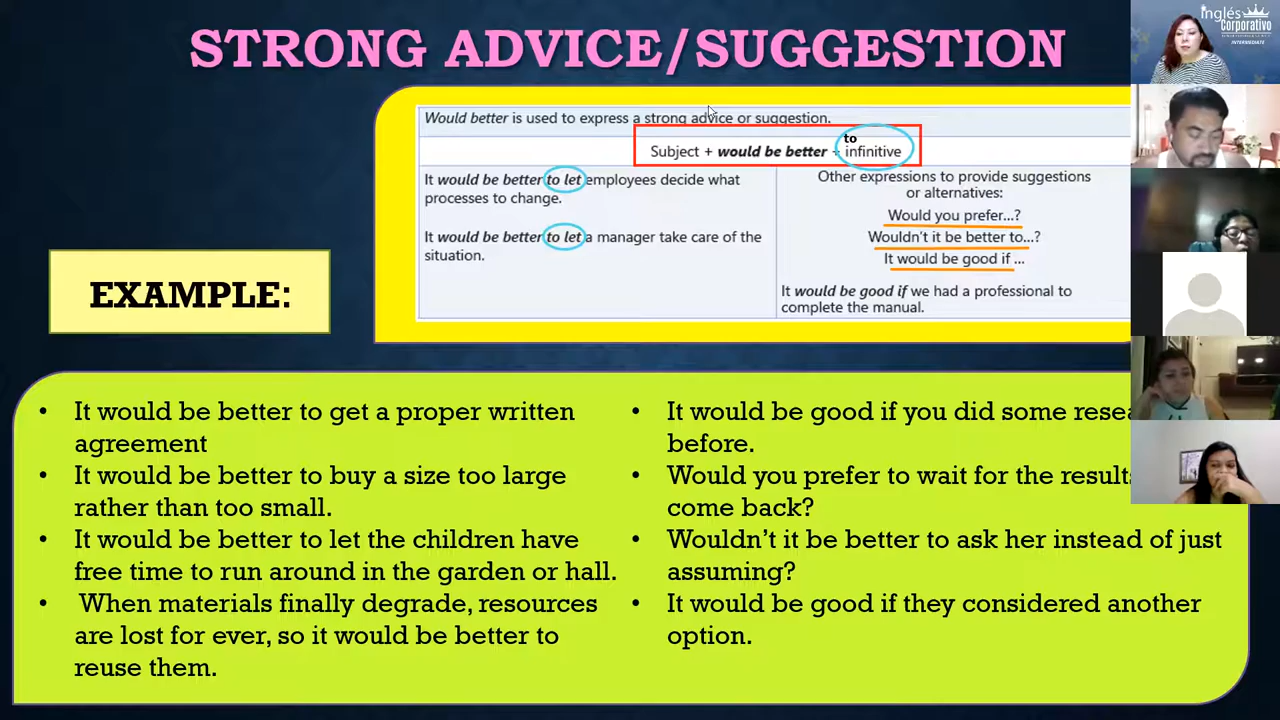 STRONG ADVICE/SUGGESTION
inglés
Corporativo
INTERMEDIATE
Would better is used to express a strong advice or suggestion.
to
Subject + would be better + infinitive
It would be better to let employees decide what
processes to change.
It would be better to let a manager take care of the
situation.
Other expressions to provide suggestions
or alternatives:
Would you prefer...?
Wouldn't it be better to...?
It would be good if ...
It would be good if we had a professional to
complete the manual.
EXAMPLE:
• It would be better to get a proper written
agreement
• It would be better to buy a size too large
rather than too small.
• It would be better to let the children have
free time to run around in the garden or hall.
• When materials finally degrade, resources
are lost for ever, so it would be better to
reuse them.
• It would be good if you did some
before.
• Would you prefer to wait for the results
come back?
• Wouldn't it be better to ask her instead of just
assuming?
• It would be good if they considered another
option.